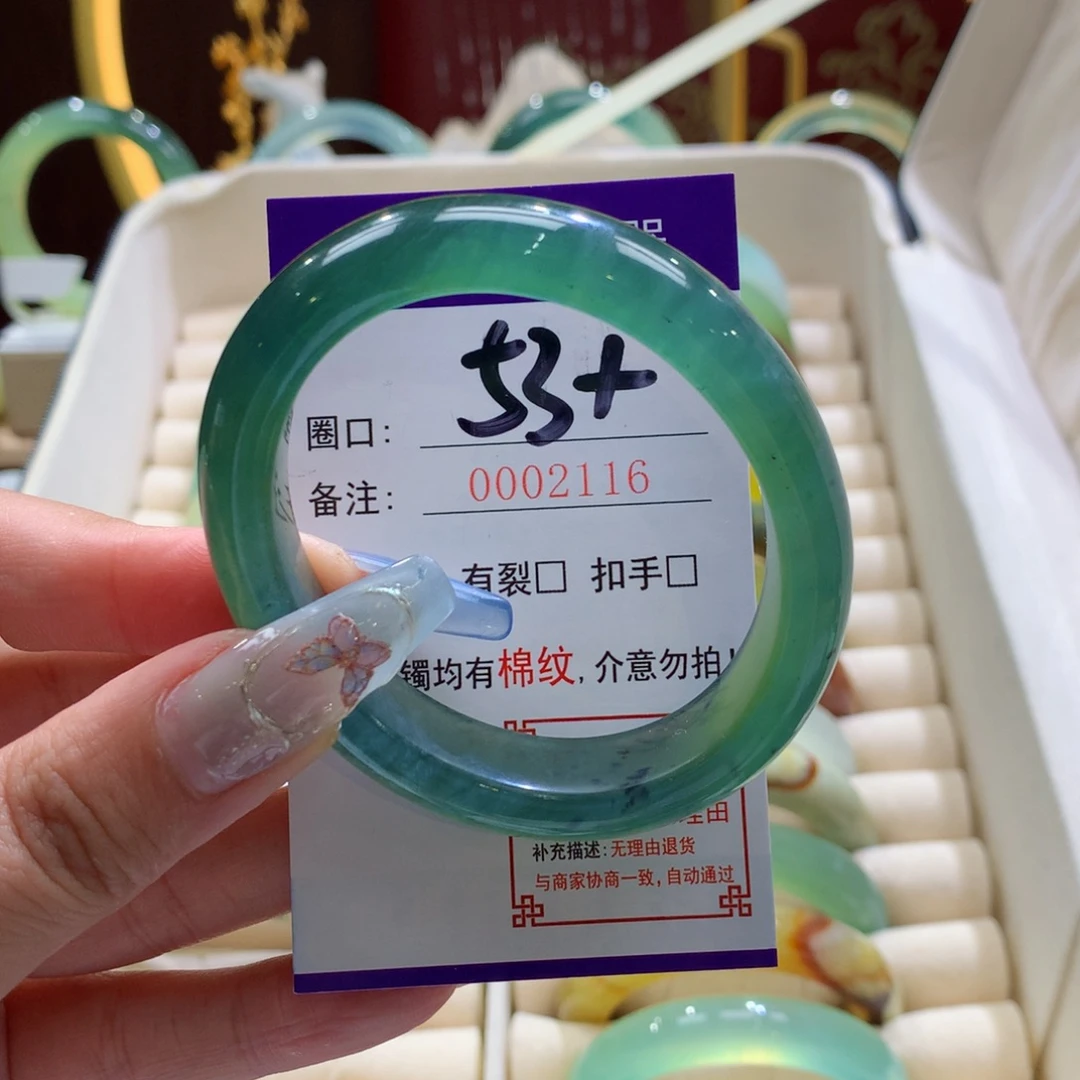 圈口: 53+
备注: 0002116
有裂□ 扣手□
镯均有棉纹,介意勿拍!
理由
补充描述:无理由退货
与商家协商一致,自动通过